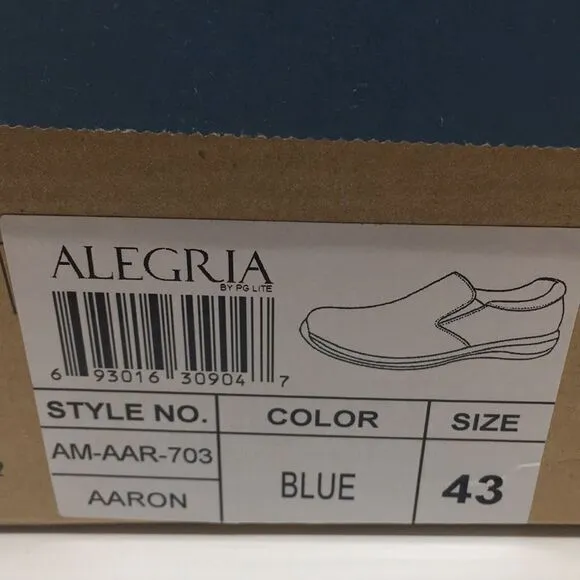 ALEGRIA
BY PG LITE
6 93016 30904 7
STYLE NO. COLOR SIZE
AM-AAR-703
AARON
BLUE
43